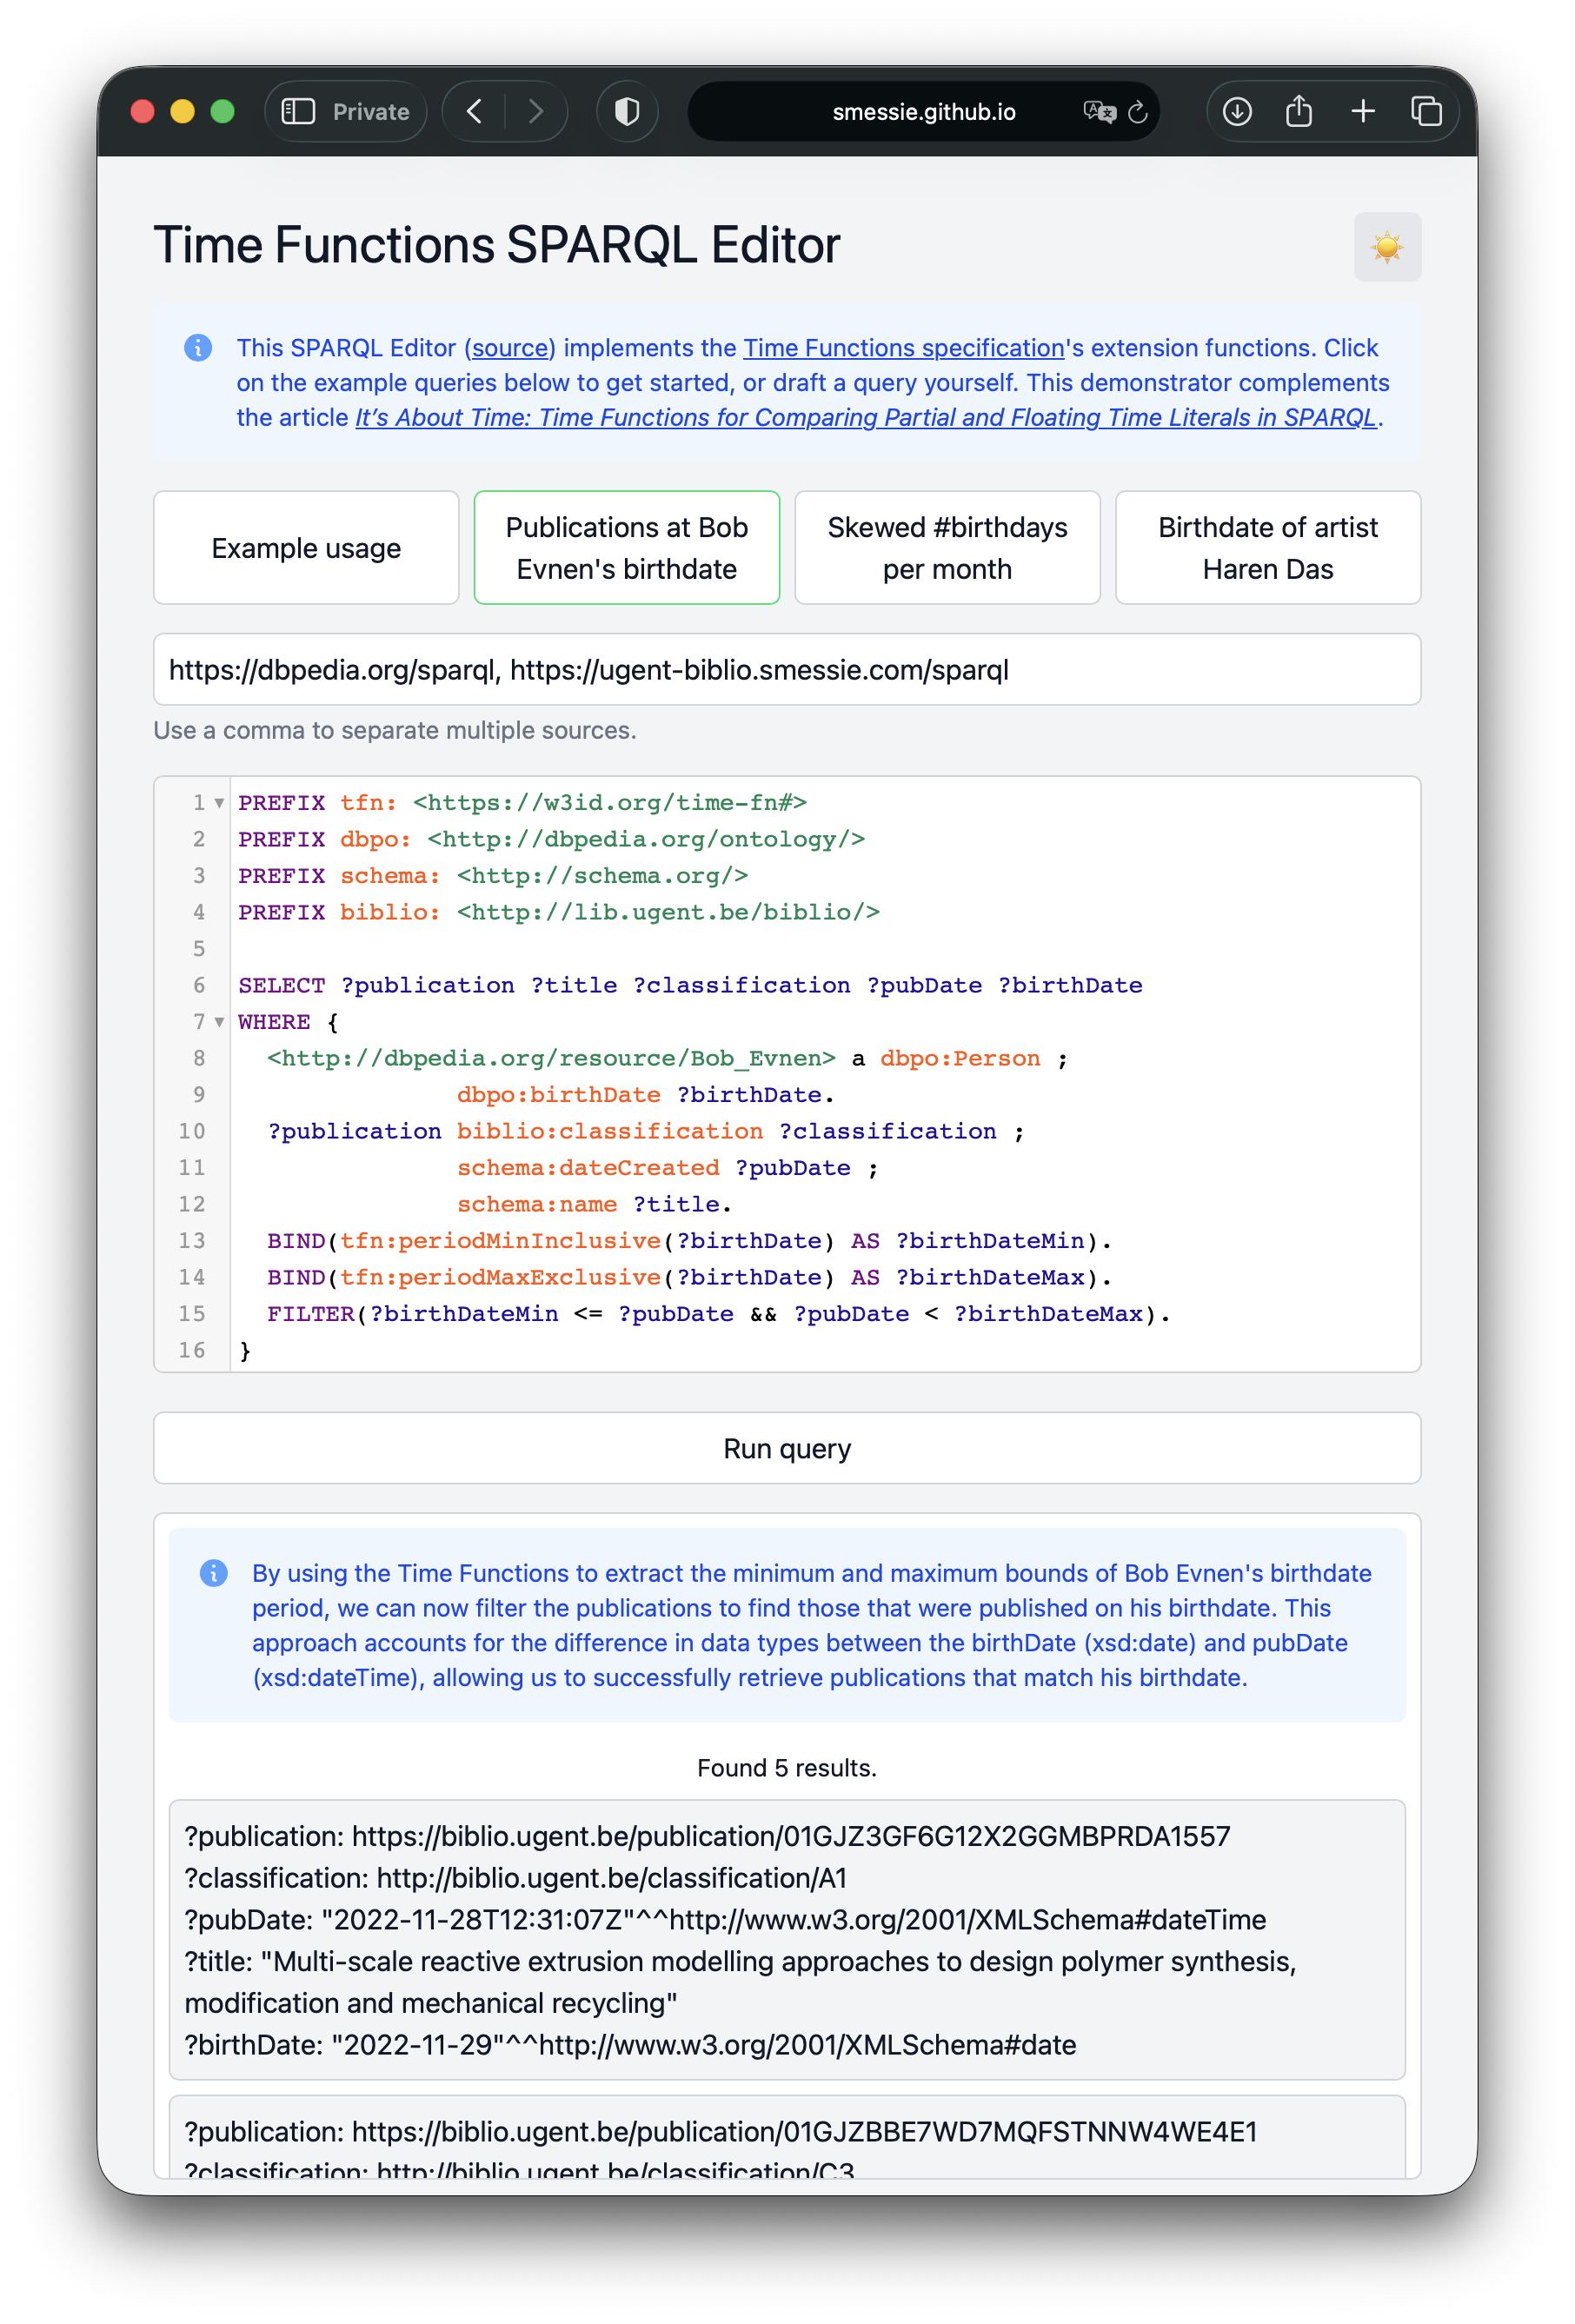 Private
smessie.github.io
Time Functions SPARQL Editor
This SPARQL Editor (source) implements the Time Functions specification's extension functions. Click
on the example queries below to get started, or draft a query yourself. This demonstrator complements
the article It's About Time: Time Functions for Comparing Partial and Floating Time Literals in SPARQL.
Example usage
Publications at Bob
Evnen's birthdate
Skewed #birthdays
per month
Birthdate of artist
Haren Das
https://dbpedia.org/sparql, https://ugent-biblio.smessie.com/sparql
Use a comma to separate multiple sources.
1 PREFIX tfn: <https://w3id.org/time-fn#>
2 PREFIX dbpo: <http://dbpedia.org/ontology/>
3 PREFIX schema: <http://schema.org/>
4 PREFIX biblio: <http://lib.ugent.be/biblio/>
5
6 SELECT ?publication ?title ?classification ?pubDate ?birthDate
7 WHERE {
8 <http://dbpedia.org/resource/Bob_Evnen> a dbpo:Person ;
9 dbpo:birthDate ?birthDate.
10 ?publication biblio:classification ?classification ;
11 schema:dateCreated ?pubDate ;
12 schema:name ?title.
13 BIND(tfn:periodMinInclusive(?birthDate) AS ?birthDateMin).
14 BIND(tfn:periodMaxExclusive(?birthDate) AS ?birthDateMax).
15 FILTER(?birthDateMin <= ?pubDate && ?pubDate < ?birthDateMax).
16 }
Run query
By using the Time Functions to extract the minimum and maximum bounds of Bob Evnen's birthdate
period, we can now filter the publications to find those that were published on his birthdate. This
approach accounts for the difference in data types between the birthDate (xsd:date) and pubDate
(xsd:dateTime), allowing us to successfully retrieve publications that match his birthdate.
Found 5 results.
?publication: https://biblio.ugent.be/publication/01GJZ3GF6G12X2GGMBPRDA1557
?classification: http://biblio.ugent.be/classification/A1
?pubDate: "2022-11-28T12:31:07Z"^^http://www.w3.org/2001/XMLSchema#dateTime
?title: "Multi-scale reactive extrusion modelling approaches to design polymer synthesis,
modification and mechanical recycling"
?birthDate: "2022-11-29"^^http://www.w3.org/2001/XMLSchema#date
?publication: https://biblio.ugent.be/publication/01GJZBBE7WD7MQFSTNNW4WE4E1
?classification: http://biblio.ugent.be/classification/C3